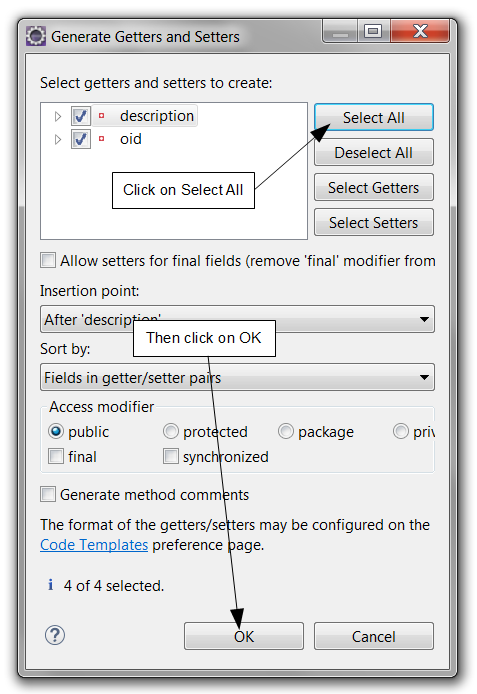 Generate Getters and Setters
Select getters and setters to create:
description
oid
Select All
Deselect All
Select Getters
Select Setters
Click on Select All
Allow setters for final fields (remove 'final' modifier from
Insertion point:
After 'description'
Then click on OK
Sort by:
Fields in getter/setter pairs
Access modifier
public protected package priv
final synchronized
Generate method comments
The format of the getters/setters may be configured on the
Code Templates preference page.
4 of 4 selected.
OK Cancel